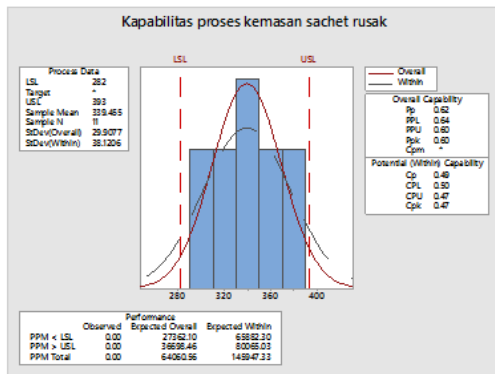 Kapabilitas proses kemasan sachet rusak
LSL USL
Process Data
LSL 282
Target *
USL 393
Sample Mean 339.455
Sample N 11
StDev(Overall) 29.9077
StDev(Within) 38.1206
Overall
Within
Overall Capability
Pp 0.62
PPL 0.64
PPU 0.60
Ppk 0.60
Cpm *
Potential (Within) Capability
Cp 0.49
CPL 0.50
CPU 0.47
Cpk 0.47
280 320 360 400
Performance
Observed Expected Overall Expected Within
PPM < LSL 0.00 27362.10 65882.30
PPM > USL 0.00 36698.46 80065.03
PPM Total 0.00 64060.56 145947.33